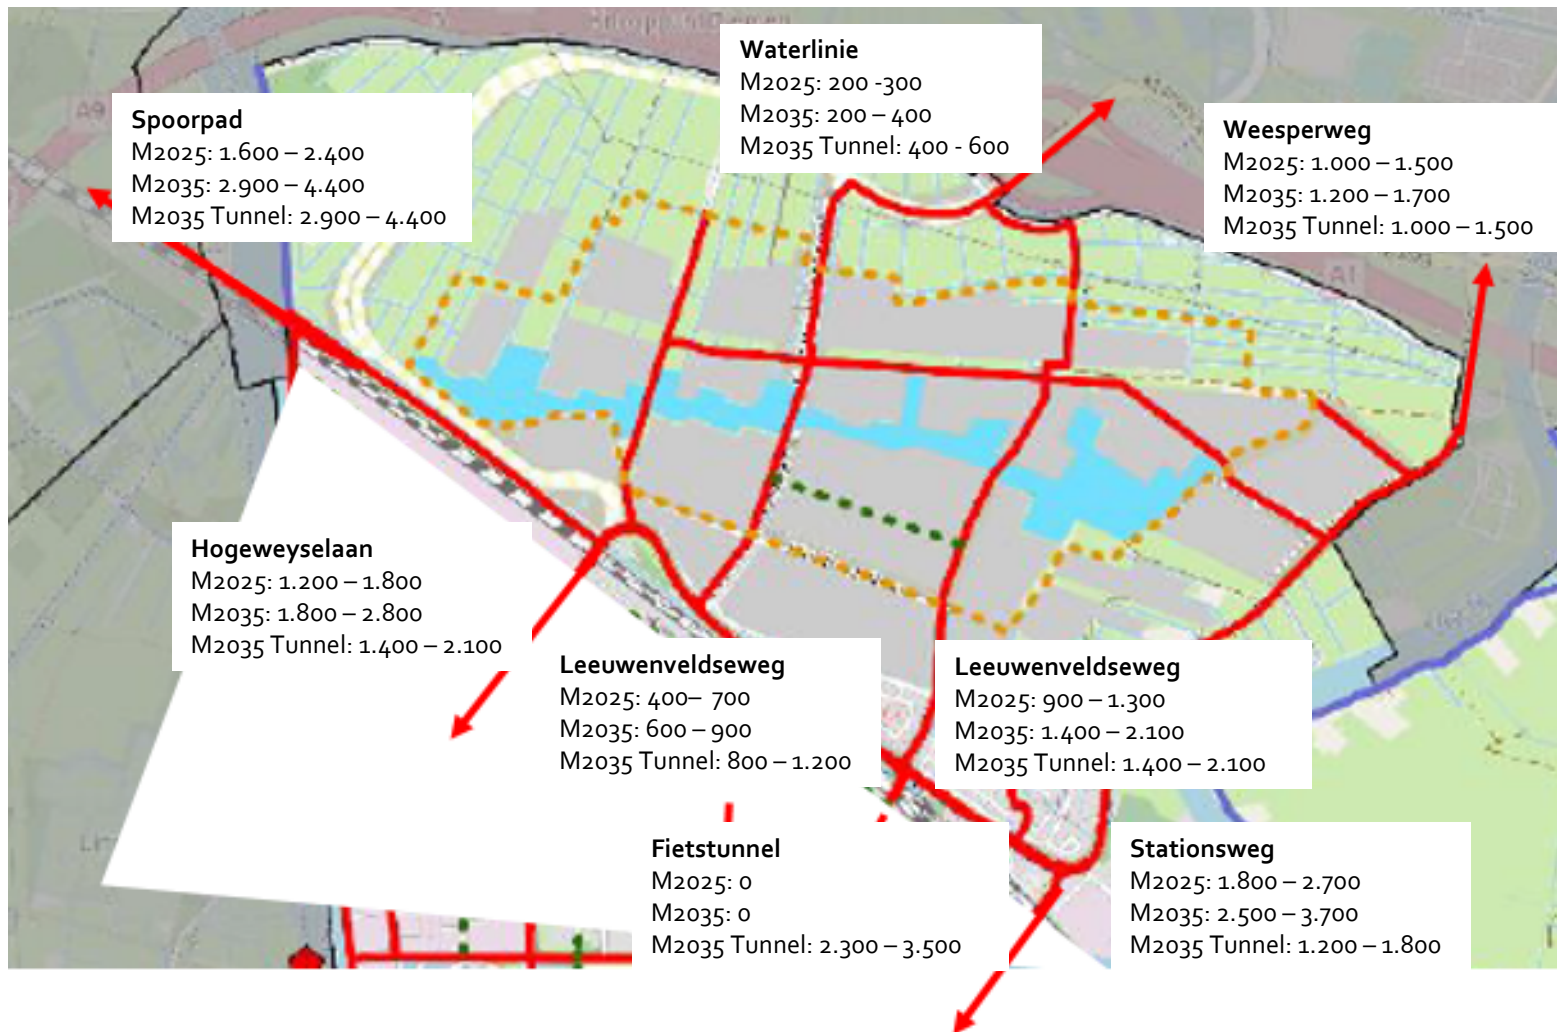 Waterlinie
M2025: 200 -300
M2035: 200 – 400
M2035 Tunnel: 400 - 600
Spoorpad
M2025: 1.600 – 2.400
M2035: 2.900 – 4.400
M2035 Tunnel: 2.900 – 4.400
Weesperweg
M2025: 1.000 – 1.500
M2035: 1.200 – 1.700
M2035 Tunnel: 1.000 – 1.500
A9
A1
Hogeweyselaan
M2025: 1.200 – 1.800
M2035: 1.800 – 2.800
M2035 Tunnel: 1.400 – 2.100
Leeuwenveldseweg
M2025: 400– 700
M2035: 600 – 900
M2035 Tunnel: 800 – 1.200
Leeuwenveldseweg
M2025: 900 – 1.300
M2035: 1.400 – 2.100
M2035 Tunnel: 1.400 – 2.100
Fietstunnel
M2025: 0
M2035: 0
M2035 Tunnel: 2.300 – 3.500
Stationsweg
M2025: 1.800 – 2.700
M2035: 2.500 – 3.700
M2035 Tunnel: 1.200 – 1.800